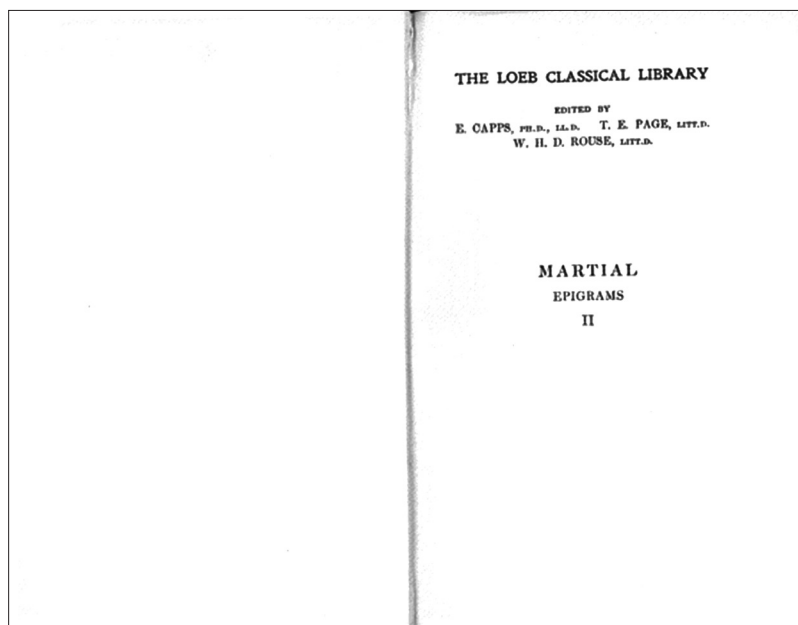 THE LOEB CLASSICAL LIBRARY
EDITED BY
E. CAPPS, PH.D., LL.D. T. E. PAGE, LITT.D.
W. H. D. ROUSE, LITT.D.
MARTIAL
EPIGRAMS
II